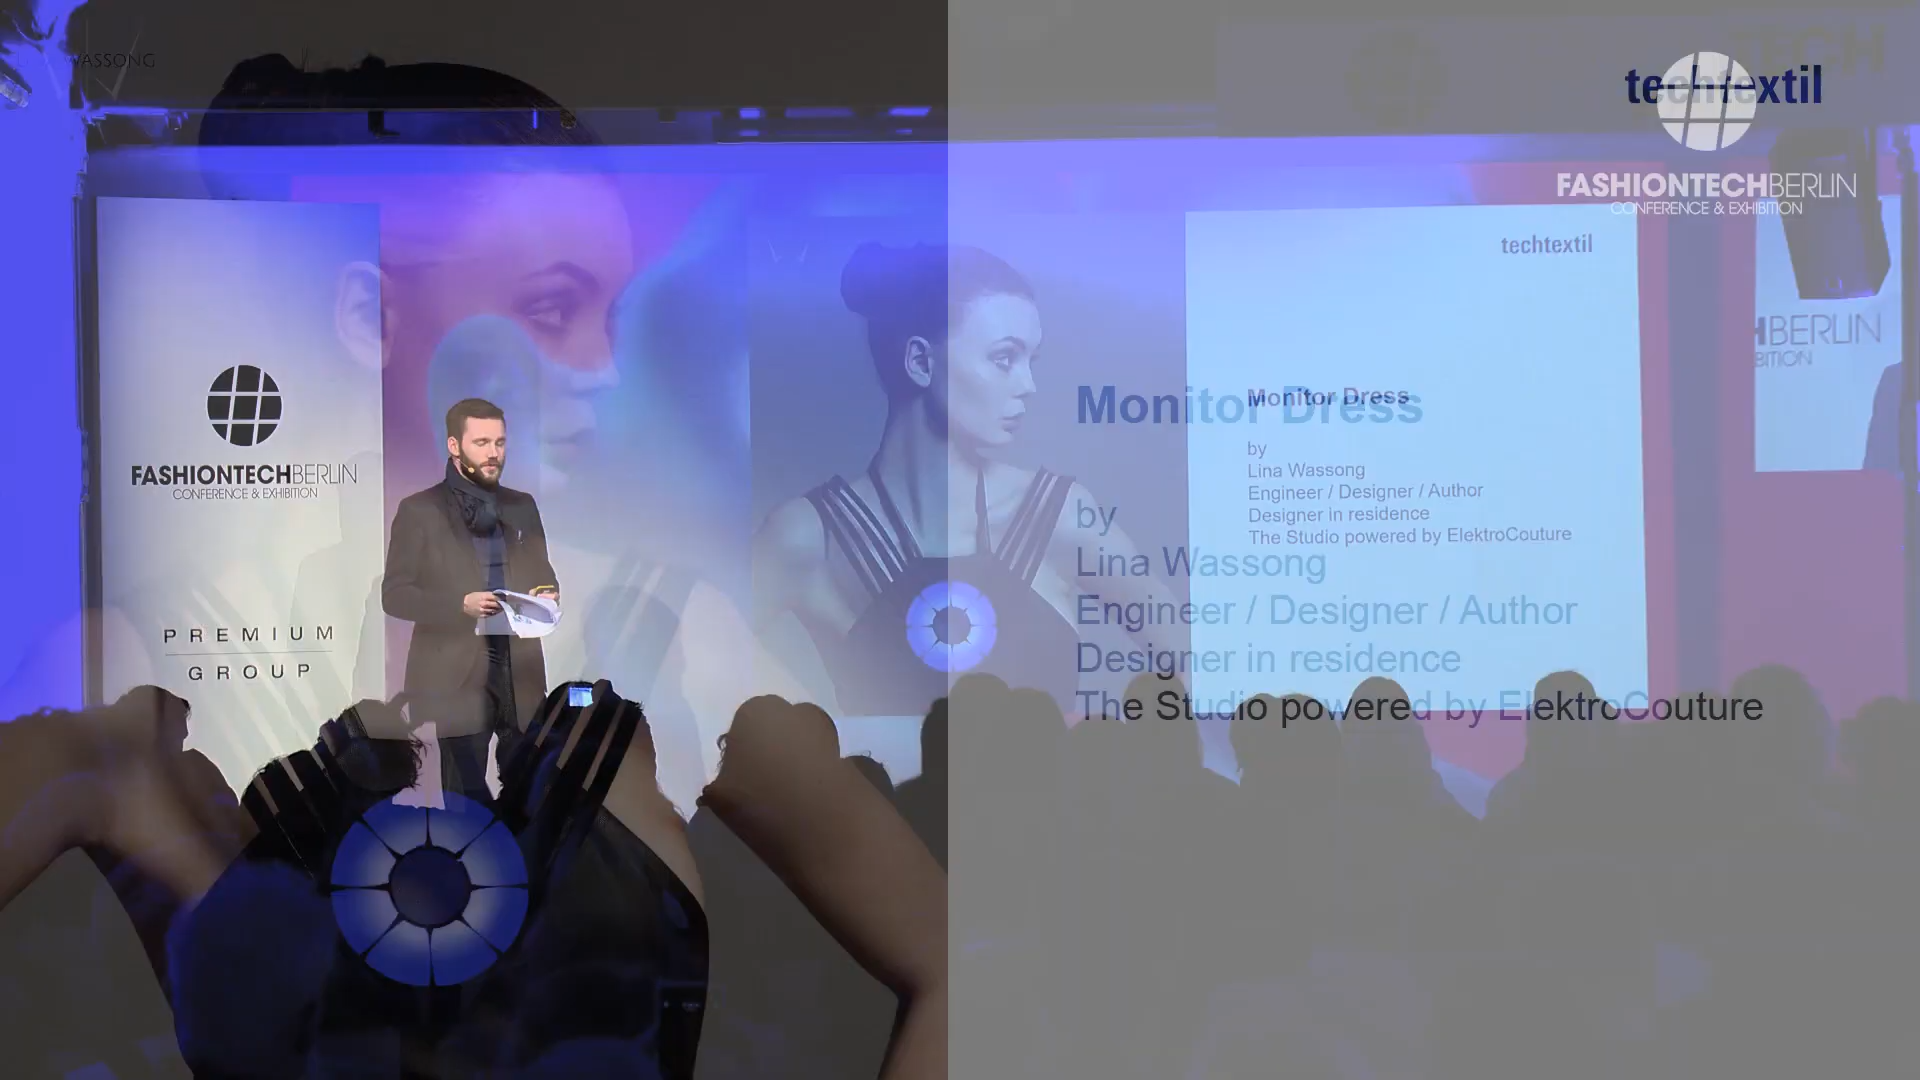 WASSONG
techtextil
FASHIONTECHBERLIN
CONFERENCE & EXHIBITION
techtextil
HBERLIN
BITION
FASHIONTECHBERLIN
CONFERENCE & EXHIBITION
PREMIUM
GROUP
Monitor Dress
by
Lina Wassong
Engineer / Designer / Author
Designer in residence
The Studio powered by ElektroCouture
Monitor Dress
by
Lina Wassong
Engineer / Designer / Author
Designer in residence
The Studio powered by ElektroCouture